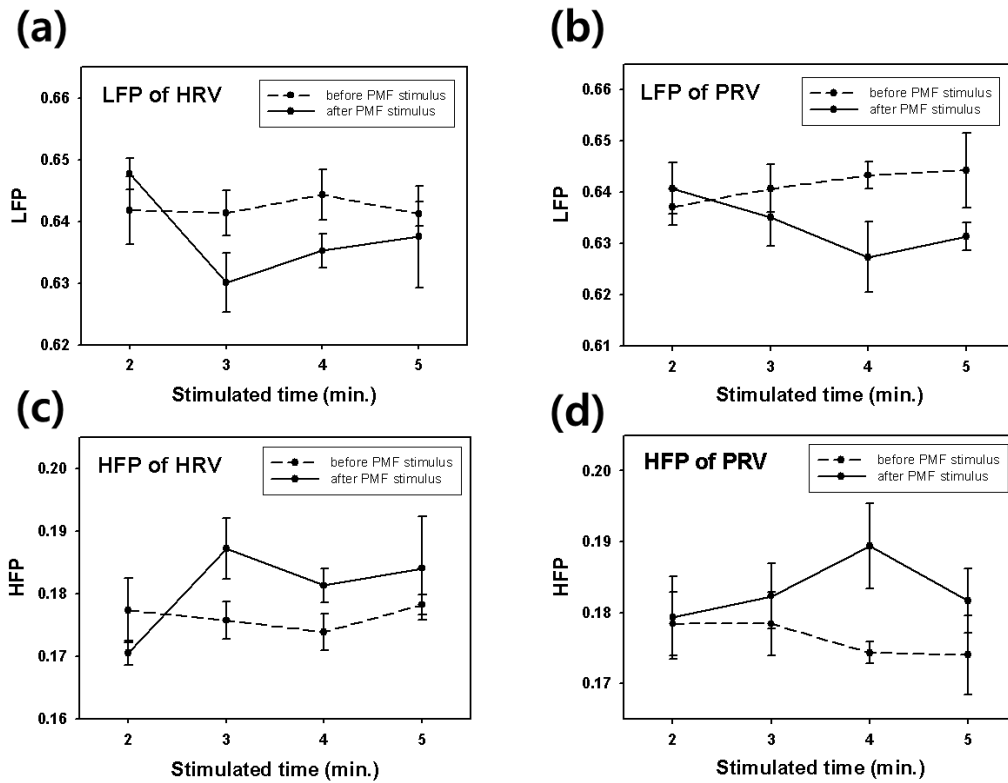 (a)
LFP of HRV
before PMF stimulus
after PMF stimulus
0.66
0.65
0.64
0.63
0.62
LFP
2 3 4 5
Stimulated time (min.)
(b)
LFP of PRV
before PMF stimulus
after PMF stimulus
0.66
0.65
0.64
0.63
0.62
0.61
LFP
2 3 4 5
Stimulated time (min.)
(c)
HFP of HRV
before PMF stimulus
after PMF stimulus
0.20
0.19
0.18
0.17
0.16
HFP
2 3 4 5
Stimulated time (min.)
(d)
HFP of PRV
before PMF stimulus
after PMF stimulus
0.20
0.19
0.18
0.17
HFP
2 3 4 5
Stimulated time (min.)